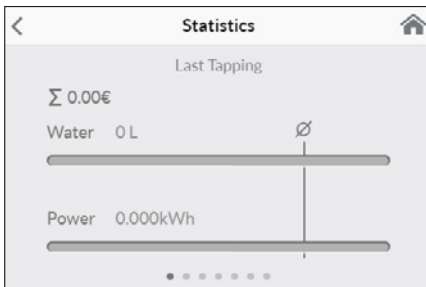 Statistics
Last Tapping
Σ 0.00€
Water 0 L Ø
Power 0.000kWh